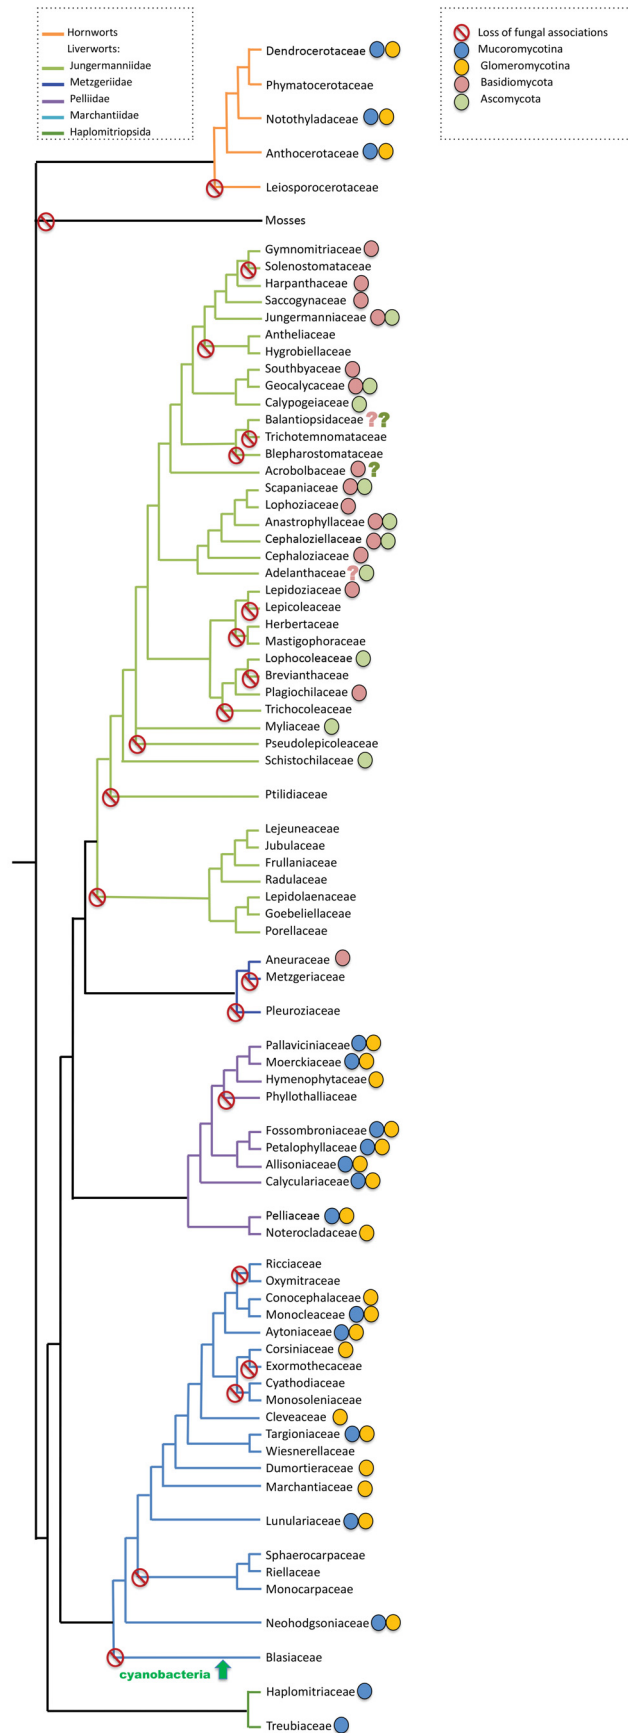 Hornworts
Liverworts:
Jungermanniidae
Metzgeriidae
Pelliidae
Marchantiidae
Haplomitriopsida
Loss of fungal associations
Mucoromycotina
Glomeromycotina
Basidiomycota
Ascomycota
Dendrocerotaceae
Phymatocerotaceae
Notothyladaceae
Anthocerotaceae
Leiosporocerotaceae
Mosses
Gymnomitriaceae
Solenostomataceae
Harpanthaceae
Saccogynaceae
Jungermanniaceae
Antheliaceae
Hygrobiellaceae
Southbyaceae
Geocalycaceae
Calypogeiaceae
Balantiopsidaceae ??
Trichotemnomataceae
Blepharostomataceae
Acrobolbaceae ?
Scapaniaceae
Lophoziaceae
Anastrophyllaceae
Cephaloziellaceae
Cephaloziaceae
Adelanthaceae ?
Lepidoziaceae
Lepicoleaceae
Herbertaceae
Mastigophoraceae
Lophocoleaceae
Brevianthaceae
Plagiochilaceae
Trichocoleaceae
Myliaceae
Pseudolepicoleaceae
Schistochilaceae
Ptilidiaceae
Lejeuneaceae
Jubulaceae
Frullaniaceae
Radulaceae
Lepidolaenaceae
Goebeliellaceae
Porellaceae
Aneuraceae
Metzgeriaceae
Pleuroziaceae
Pallaviciniaceae
Moerckiaceae
Hymenophytaceae
Phyllothalliaceae
Fossombroniaceae
Petalophyllaceae
Allisoniaceae
Calyculariaceae
Pelliaceae
Noterocladaceae
Ricciaceae
Oxymitraceae
Conocephalaceae
Monocleaceae
Aytoniaceae
Corsiniaceae
Exormothecaceae
Cyathodiaceae
Monosoleniaceae
Cleveaceae
Targioniaceae
Wiesnerellaceae
Dumortieraceae
Marchantiaceae
Lunulariaceae
Sphaerocarpaceae
Riellaceae
Monocarpaceae
Neohodgsoniaceae
Blasiaceae
cyanobacteria
Haplomitriaceae
Treubiaceae